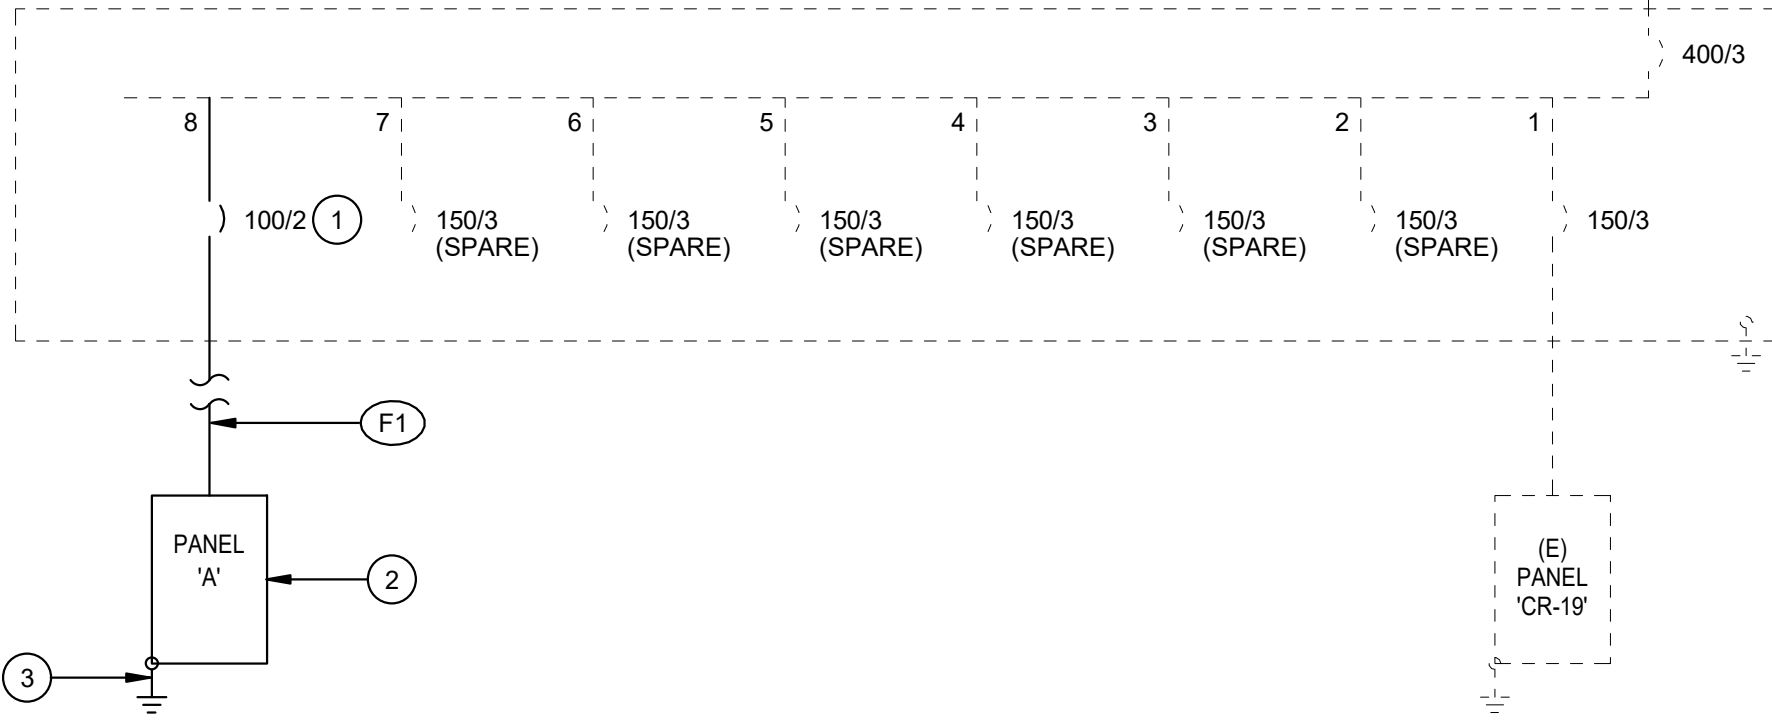 400/3
8
7
6
5
4
3
2
1
100/2
1
150/3
(SPARE)
150/3
(SPARE)
150/3
(SPARE)
150/3
(SPARE)
150/3
(SPARE)
150/3
(SPARE)
150/3
F1
PANEL
'A'
2
3
(E)
PANEL
'CR-19'